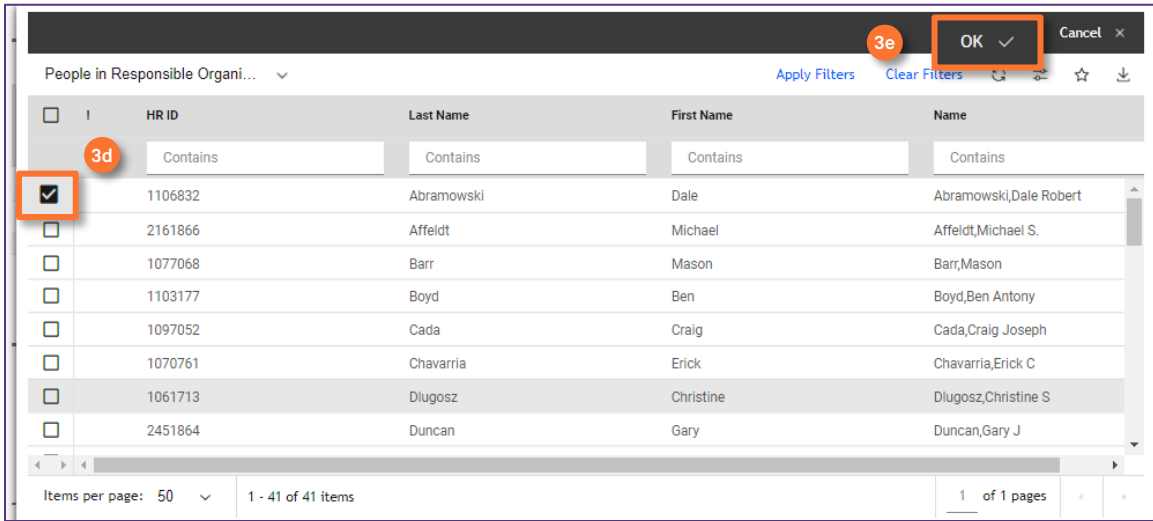 3e OK Cancel ×
People in Responsible Organi... Apply Filters Clear Filters
! HR ID Last Name First Name Name
3d Contains Contains Contains Contains
1106832 Abramowski Dale Abramowski,Dale Robert
2161866 Affeldt Michael Affeldt,Michael S.
1077068 Barr Mason Barr,Mason
1103177 Boyd Ben Boyd,Ben Antony
1097052 Cada Craig Cada,Craig Joseph
1070761 Chavarria Erick Chavarria,Erick C
1061713 Dlugosz Christine Dlugosz,Christine S
2451864 Duncan Gary Duncan,Gary J
Items per page: 50 1 - 41 of 41 items 1 of 1 pages